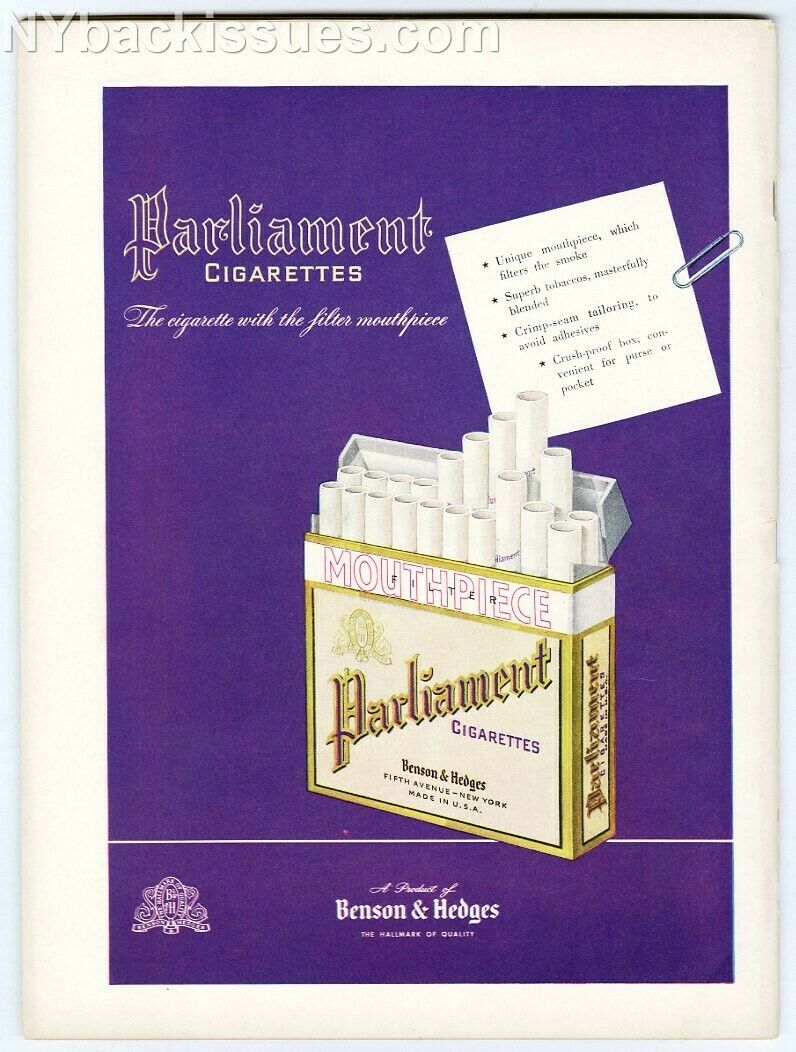 NYbackissues.com
Parliament
CIGARETTES
The cigarette with the filter mouthpiece
★ Unique mouthpiece, which
filters the smoke
★ Superb tobaccos, masterfully
blended
★ Crimp-seam tailoring, to
avoid adhesives
★ Crush-proof box, con-
venient for purse or
pocket
MOUTHPIECE
FILTER
Parliament
CIGARETTES
Benson & Hedges
FIFTH AVENUE–NEW YORK
MADE IN U.S.A.
Parliament
CIGARETTES
B&H
BENSON HEDGES
A Product of
Benson & Hedges
THE HALLMARK OF QUALITY